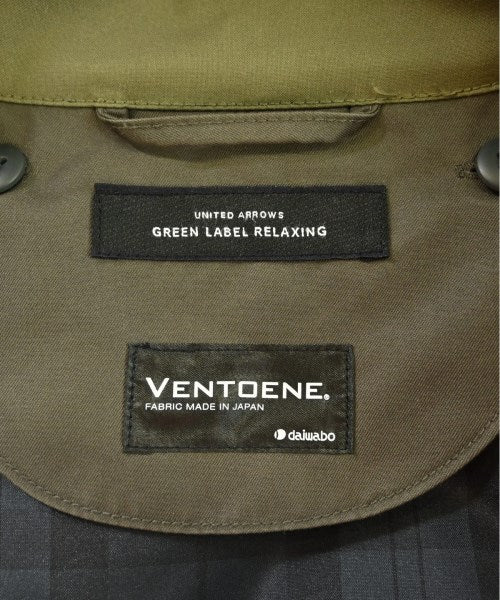 UNITED ARROWS
GREEN LABEL RELAXING
VENTOENE.
FABRIC MADE IN JAPAN
daiwabo